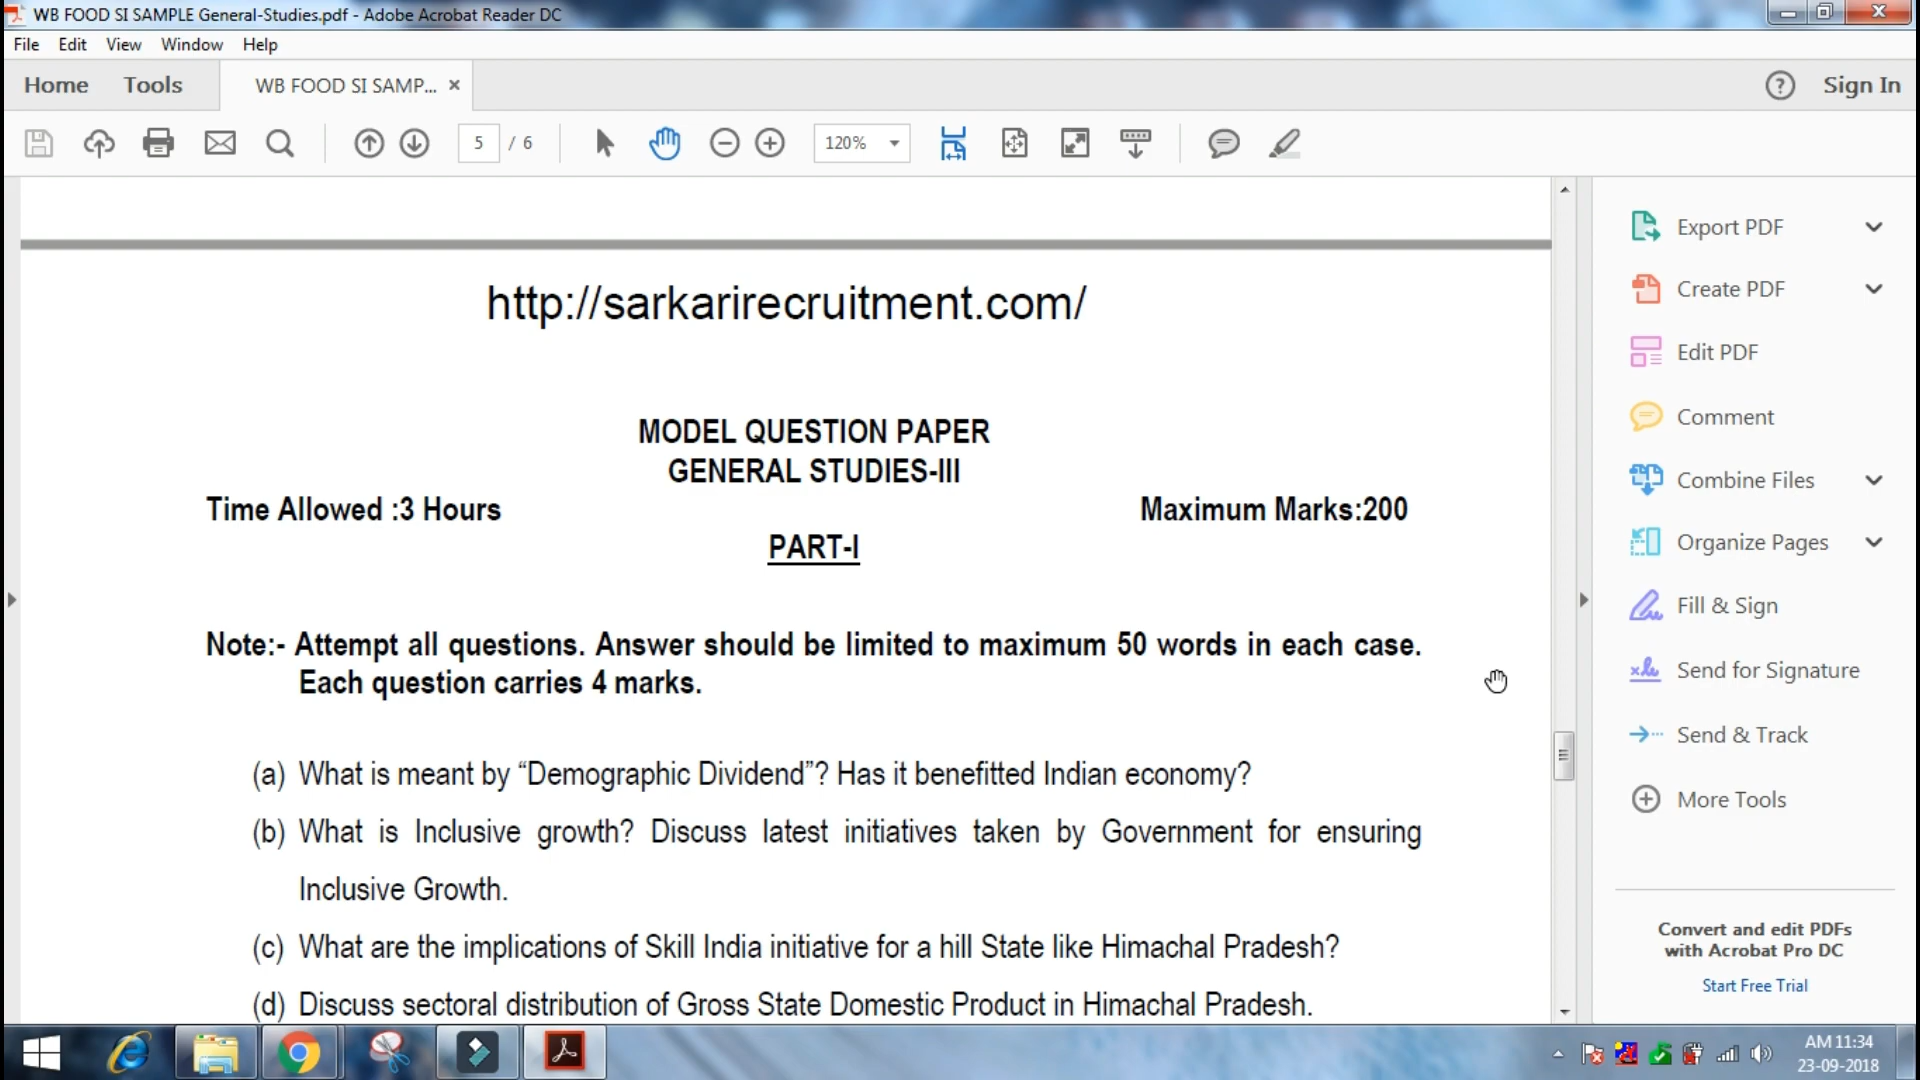 WB FOOD SI SAMPLE General-Studies.pdf - Adobe Acrobat Reader DC
File Edit View Window Help
Home Tools WB FOOD SI SAMP... × ? Sign In
5 / 6 120%
http://sarkarirecruitment.com/
MODEL QUESTION PAPER
GENERAL STUDIES-III
Time Allowed :3 Hours Maximum Marks:200
PART-I
Note:- Attempt all questions. Answer should be limited to maximum 50 words in each case.
Each question carries 4 marks.
(a) What is meant by “Demographic Dividend”? Has it benefitted Indian economy?
(b) What is Inclusive growth? Discuss latest initiatives taken by Government for ensuring
Inclusive Growth.
(c) What are the implications of Skill India initiative for a hill State like Himachal Pradesh?
(d) Discuss sectoral distribution of Gross State Domestic Product in Himachal Pradesh.
Export PDF
Create PDF
Edit PDF
Comment
Combine Files
Organize Pages
Fill & Sign
Send for Signature
Send & Track
More Tools
Convert and edit PDFs
with Acrobat Pro DC
Start Free Trial
AM 11:34
23-09-2018